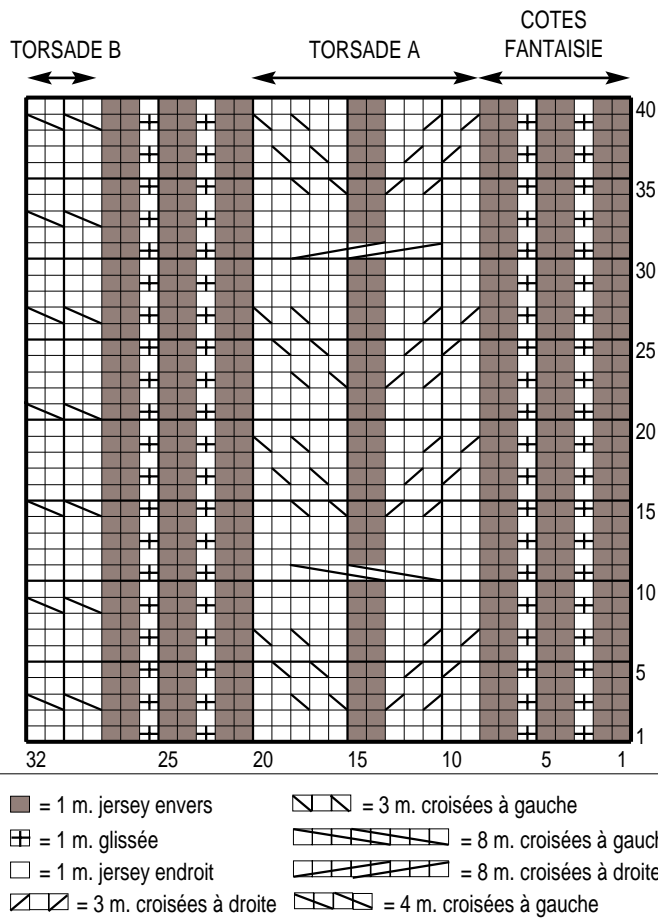 COTES
TORSADE B TORSADE A FANTAISIE
40
35
30
25
20
15
10
5
1
32 25 20 15 10 5 1
= 1 m. jersey envers
= 3 m. croisées à gauche
= 1 m. glissée
= 8 m. croisées à gauch
= 1 m. jersey endroit
= 8 m. croisées à droite
= 3 m. croisées à droite
= 4 m. croisées à gauche